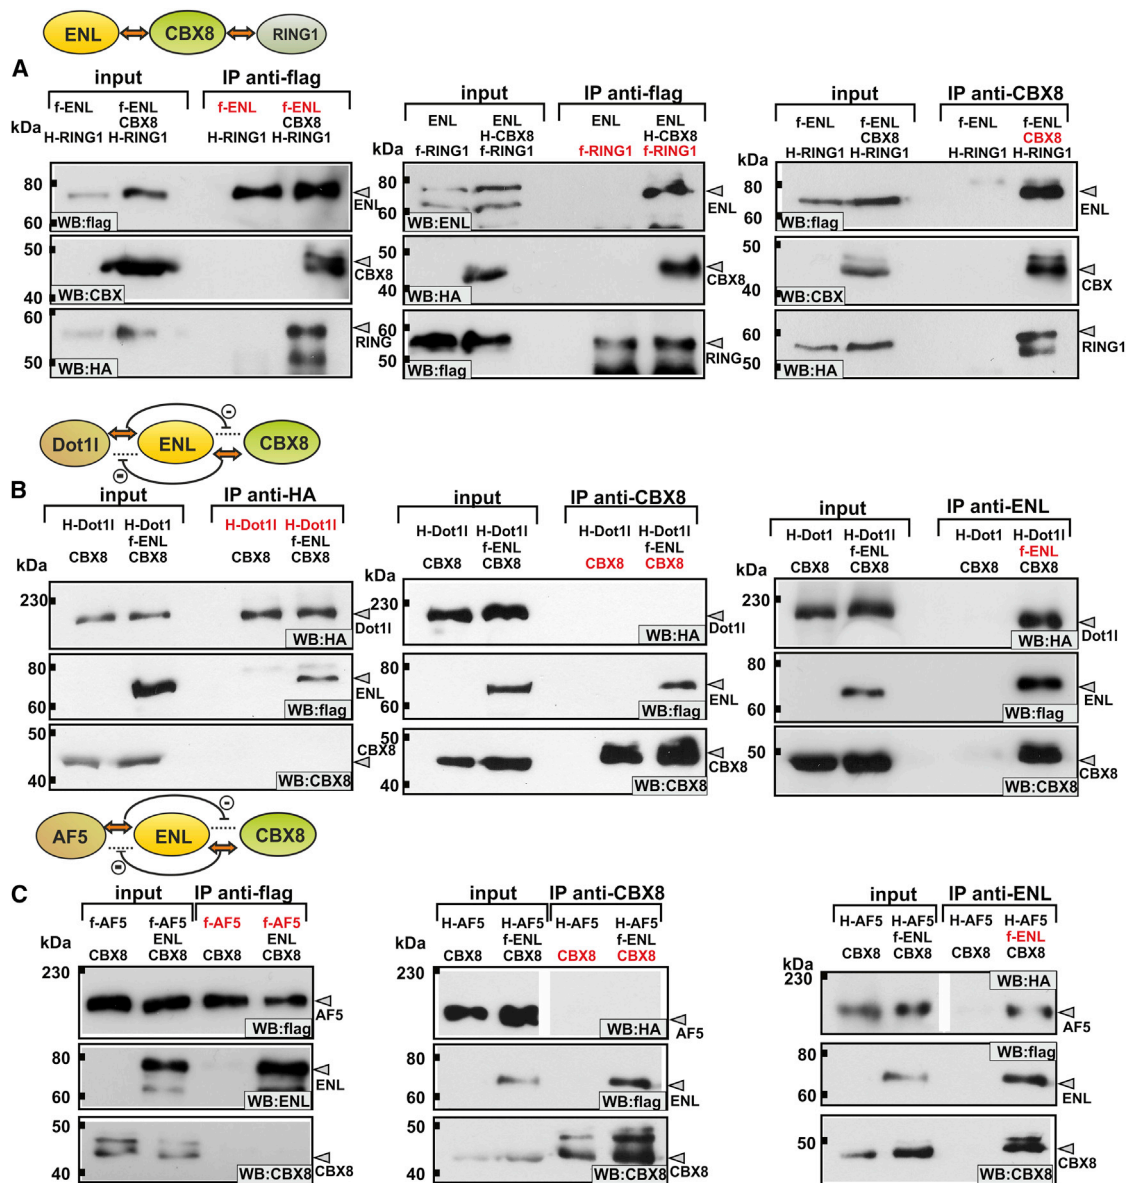 ENL CBX8 RING1
A
input IP anti-flag
f-ENL f-ENL f-ENL f-ENL
CBX8 CBX8
kDa H-RING1 H-RING1 H-RING1 H-RING1
80
60
ENL
WB:flag
50
40
CBX8
WB:CBX
60
50
RING
WB:HA
input IP anti-flag
ENL ENL ENL ENL
H-CBX8 H-CBX8
kDa f-RING1 f-RING1 f-RING1 f-RING1
80
60
ENL
WB:ENL
50
40
CBX8
WB:HA
60
50
RING
WB:flag
input IP anti-CBX8
f-ENL f-ENL f-ENL f-ENL
CBX8 CBX8
kDa H-RING1 H-RING1 H-RING1 H-RING1
80
60
ENL
WB:flag
50
40
CBX
WB:CBX
60
50
RING1
WB:HA
Dot1l ENL CBX8
- -
B
input IP anti-HA
H-Dot1l H-Dot1 H-Dot1l H-Dot1l
f-ENL f-ENL
CBX8 CBX8 CBX8 CBX8
kDa
230
Dot1l
WB:HA
80
60
ENL
WB:flag
50
40
CBX8
WB:CBX8
input IP anti-CBX8
H-Dot1l H-Dot1l H-Dot1l H-Dot1l
f-ENL f-ENL
CBX8 CBX8 CBX8 CBX8
kDa
230
Dot1l
WB:HA
80
60
ENL
WB:flag
50
40
CBX8
WB:CBX8
input IP anti-ENL
H-Dot1 H-Dot1l H-Dot1 H-Dot1l
f-ENL f-ENL
CBX8 CBX8 CBX8 CBX8
kDa
230
Dot1l
WB:HA
80
60
ENL
WB:flag
50
CBX8
WB:CBX8
AF5 ENL CBX8
- -
C
input IP anti-flag
f-AF5 f-AF5 f-AF5 f-AF5
ENL ENL
kDa CBX8 CBX8 CBX8 CBX8
230
AF5
WB:flag
80
60
ENL
WB:ENL
50
40
CBX8
WB:CBX8
input IP anti-CBX8
H-AF5 H-AF5 H-AF5 H-AF5
f-ENL f-ENL
kDa CBX8 CBX8 CBX8 CBX8
230
AF5
WB:HA
80
60
ENL
WB:flag
50
40
CBX8
WB:CBX8
input IP anti-ENL
H-AF5 H-AF5 H-AF5 H-AF5
f-ENL f-ENL
CBX8 CBX8 CBX8 CBX8
kDa
230
WB:HA
AF5
80
60
WB:flag
ENL
50
CBX8
WB:CBX8